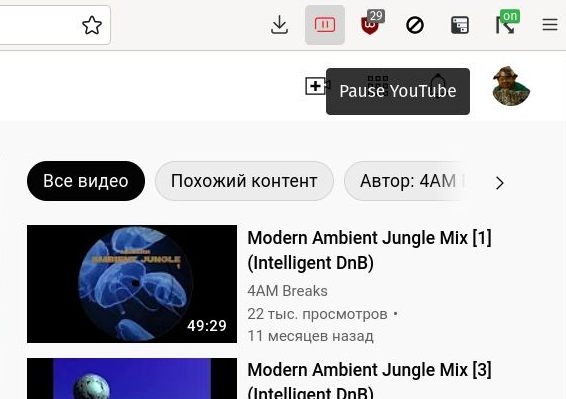 29
on
Pause YouTube
Все видео
Похожий контент
Автор: 4AM
Modern Ambient Jungle Mix [1]
(Intelligent DnB)
AMBIENT JUNGLE
1
49:29
4AM Breaks
22 тыс. просмотров •
11 месяцев назад
Modern Ambient Jungle Mix [3]
(Intelligent DnB)